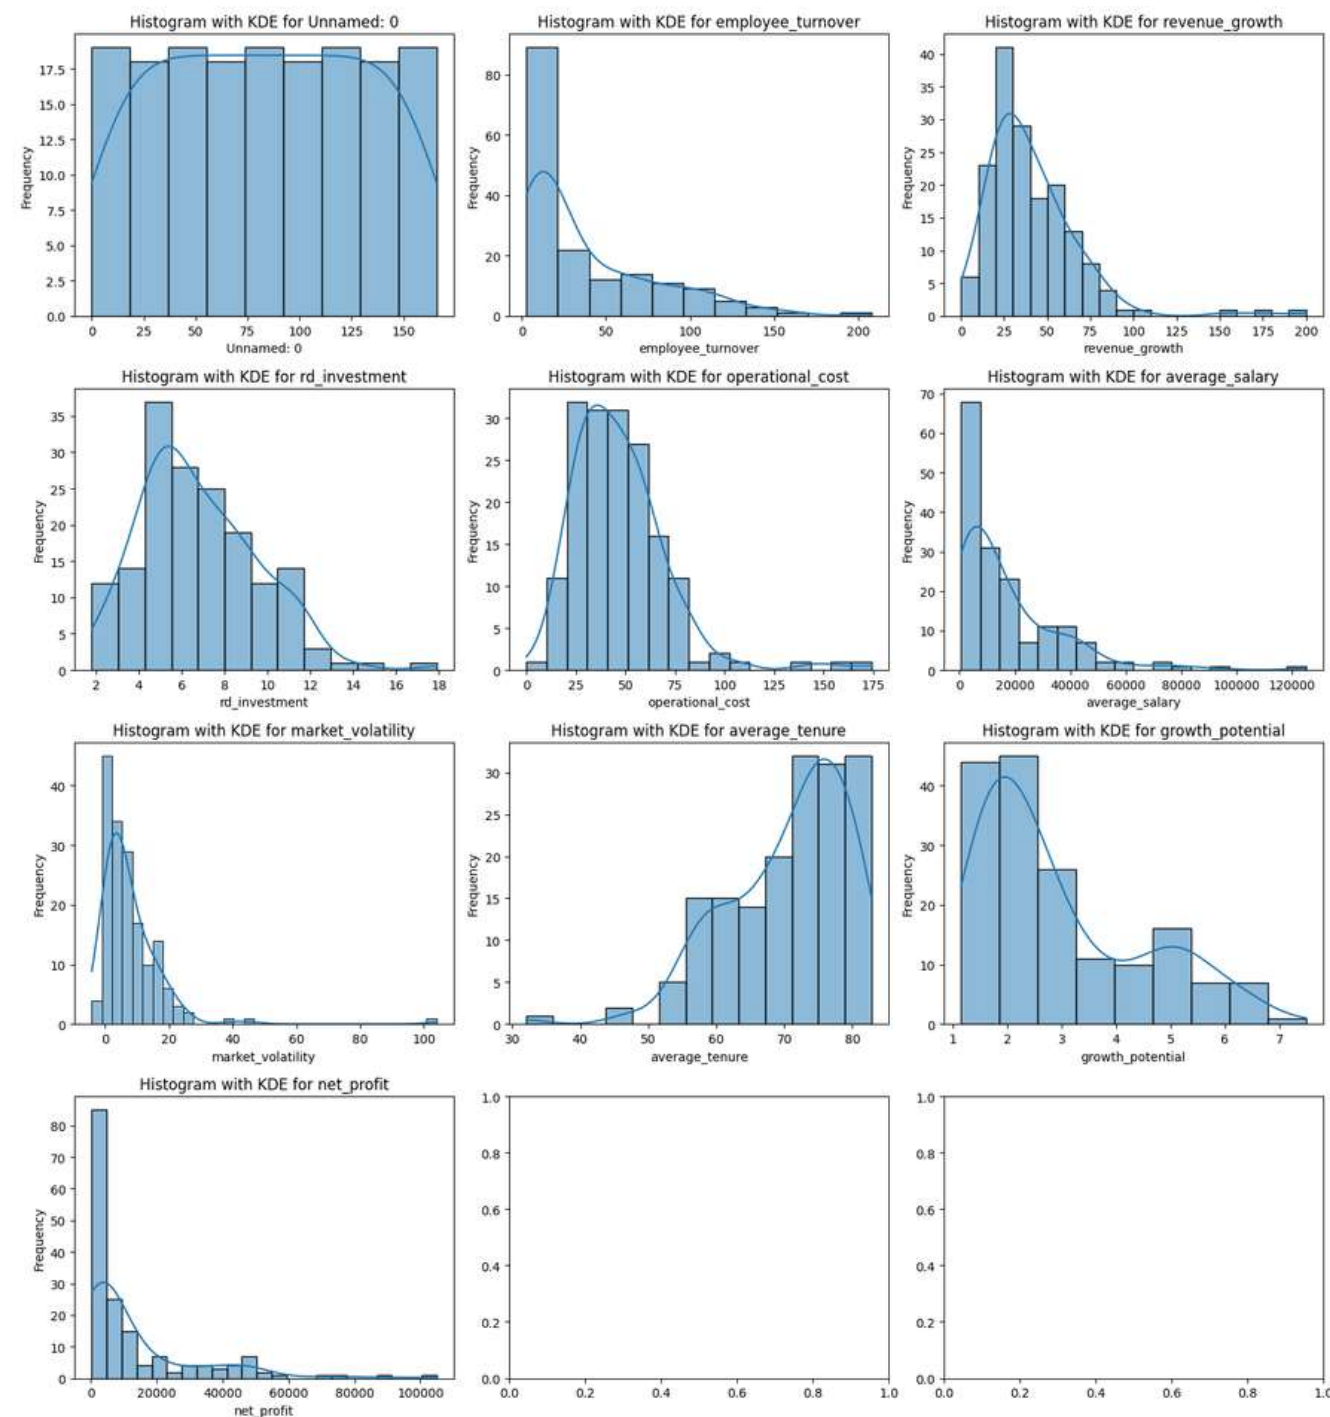 Histogram with KDE for Unnamed: 0
Frequency
17.5
15.0
12.5
10.0
7.5
5.0
2.5
0.0
0 25 50 75 100 125 150
Unnamed: 0
Histogram with KDE for employee_turnover
Frequency
80
60
40
20
0
0 50 100 150 200
employee_turnover
Histogram with KDE for revenue_growth
Frequency
40
35
30
25
20
15
10
5
0
0 25 50 75 100 125 150 175 200
revenue_growth
Histogram with KDE for rd_investment
Frequency
35
30
25
20
15
10
5
0
2 4 6 8 10 12 14 16 18
rd_investment
Histogram with KDE for operational_cost
Frequency
30
25
20
15
10
5
0
0 25 50 75 100 125 150 175
operational_cost
Histogram with KDE for average_salary
Frequency
70
60
50
40
30
20
10
0
0 20000 40000 60000 80000 100000 120000
average_salary
Histogram with KDE for market_volatility
Frequency
40
30
20
10
0
0 20 40 60 80 100
market_volatility
Histogram with KDE for average_tenure
Frequency
30
25
20
15
10
5
0
30 40 50 60 70 80
average_tenure
Histogram with KDE for growth_potential
Frequency
40
30
20
10
0
1 2 3 4 5 6 7
growth_potential
Histogram with KDE for net_profit
Frequency
80
70
60
50
40
30
20
10
0
0 20000 40000 60000 80000 100000
net_profit
1.0
0.8
0.6
0.4
0.2
0.0
0.0 0.2 0.4 0.6 0.8 1.0
1.0
0.8
0.6
0.4
0.2
0.0
0.0 0.2 0.4 0.6 0.8 1.0